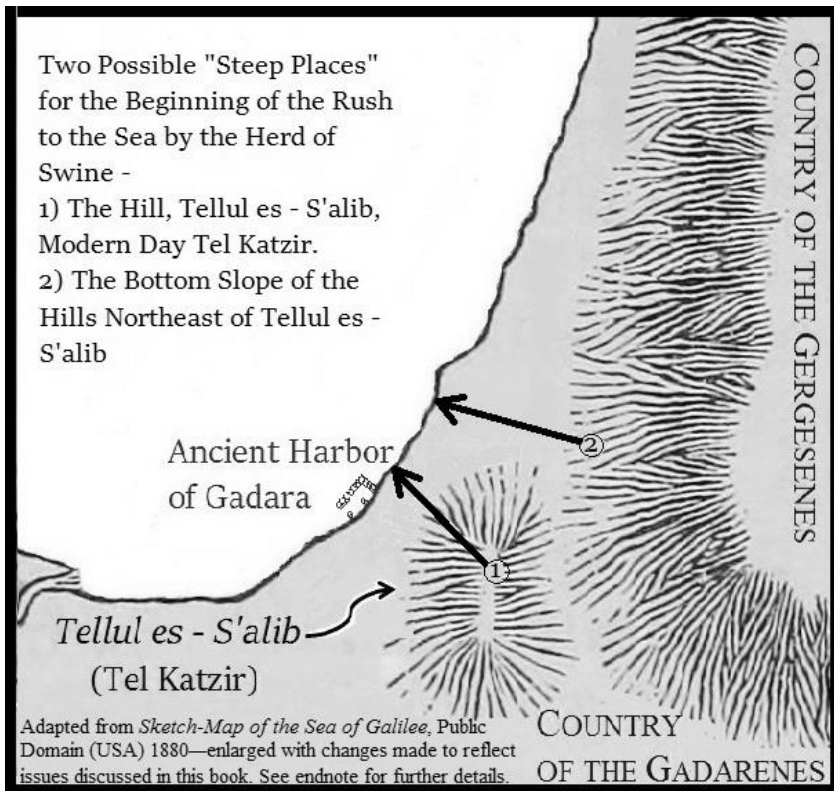 Two Possible "Steep Places"
for the Beginning of the Rush
to the Sea by the Herd of
Swine -
1) The Hill, Tellul es - S'alib,
Modern Day Tel Katzir.
2) The Bottom Slope of the
Hills Northeast of Tellul es -
S'alib
COUNTRY OF THE GERGESENES
2
Ancient Harbor
of Gadara
1
Tellul es - S'alib
(Tel Katzir)
Adapted from Sketch-Map of the Sea of Galilee, Public
Domain (USA) 1880—enlarged with changes made to reflect
issues discussed in this book. See endnote for further details.
COUNTRY
OF THE GADARENES